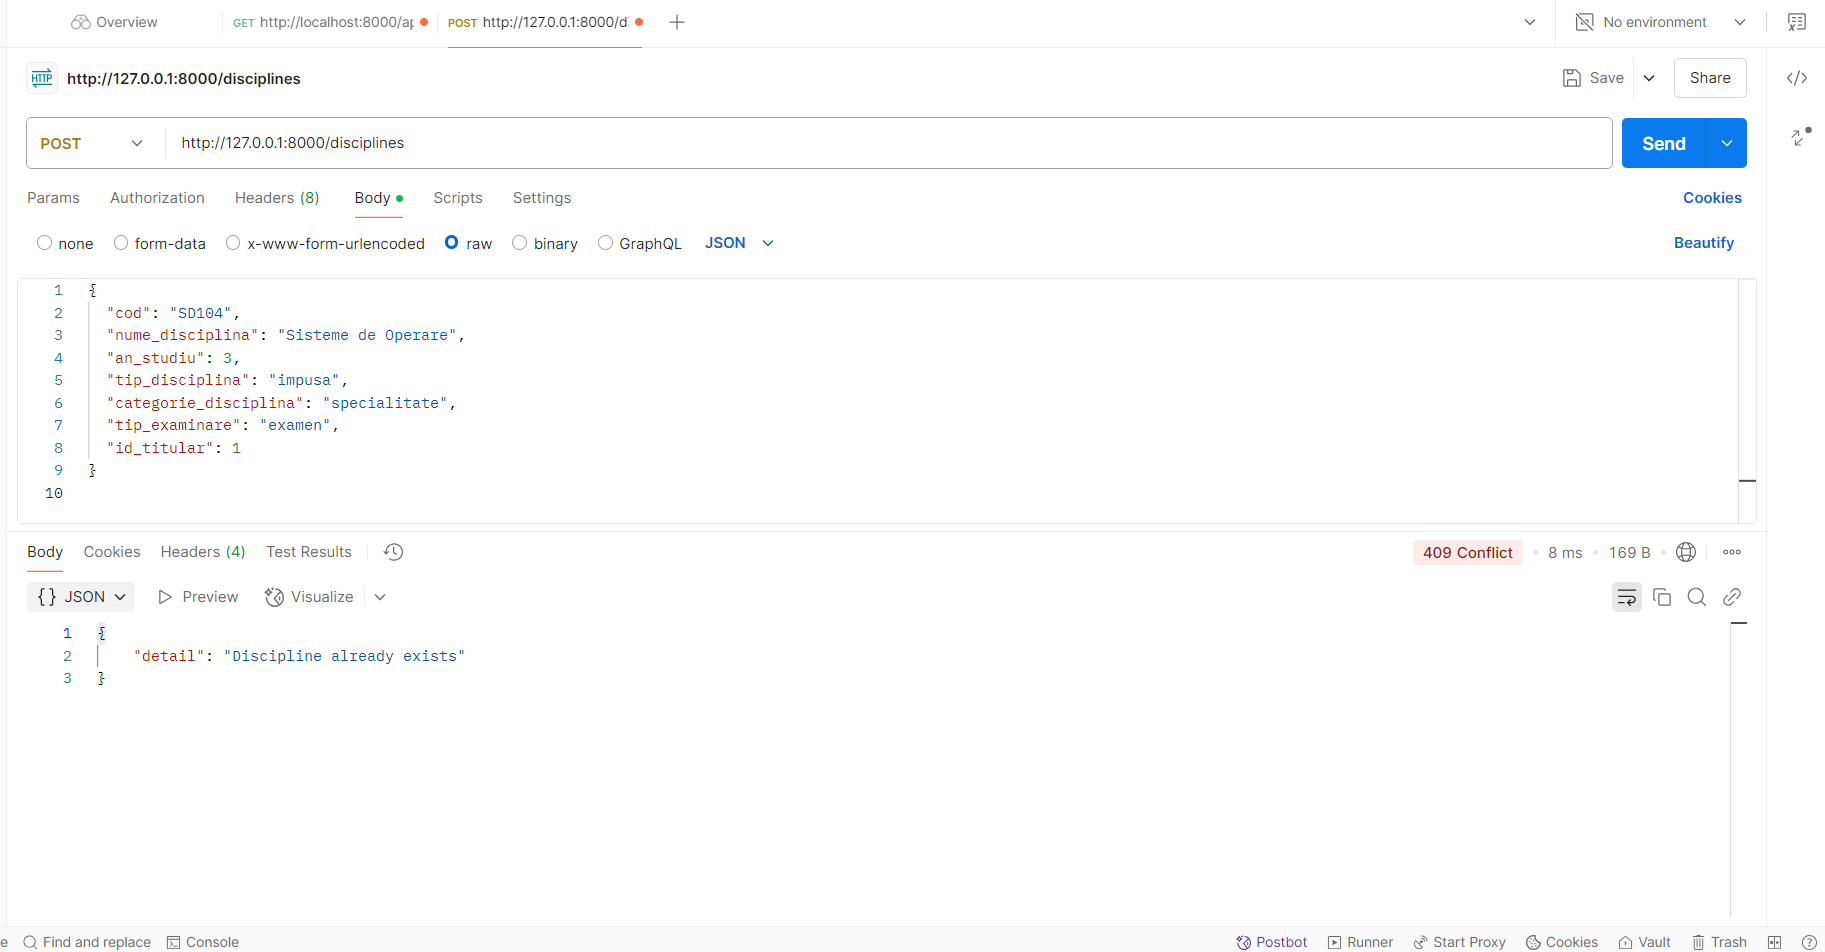 Overview
GET http://localhost:8000/ap
POST http://127.0.0.1:8000/d
No environment
HTTP http://127.0.0.1:8000/disciplines
Save
Share
POST
http://127.0.0.1:8000/disciplines
Send
Params
Authorization
Headers (8)
Body
Scripts
Settings
Cookies
none
form-data
x-www-form-urlencoded
raw
binary
GraphQL
JSON
Beautify
1 {
2 "cod": "SD104",
3 "nume_disciplina": "Sisteme de Operare",
4 "an_studiu": 3,
5 "tip_disciplina": "impusa",
6 "categorie_disciplina": "specialitate",
7 "tip_examinare": "examen",
8 "id_titular": 1
9 }
10
Body
Cookies
Headers (4)
Test Results
409 Conflict
8 ms
169 B
{} JSON
Preview
Visualize
1 {
2 "detail": "Discipline already exists"
3 }
e
Find and replace
Console
Postbot
Runner
Start Proxy
Cookies
Vault
Trash